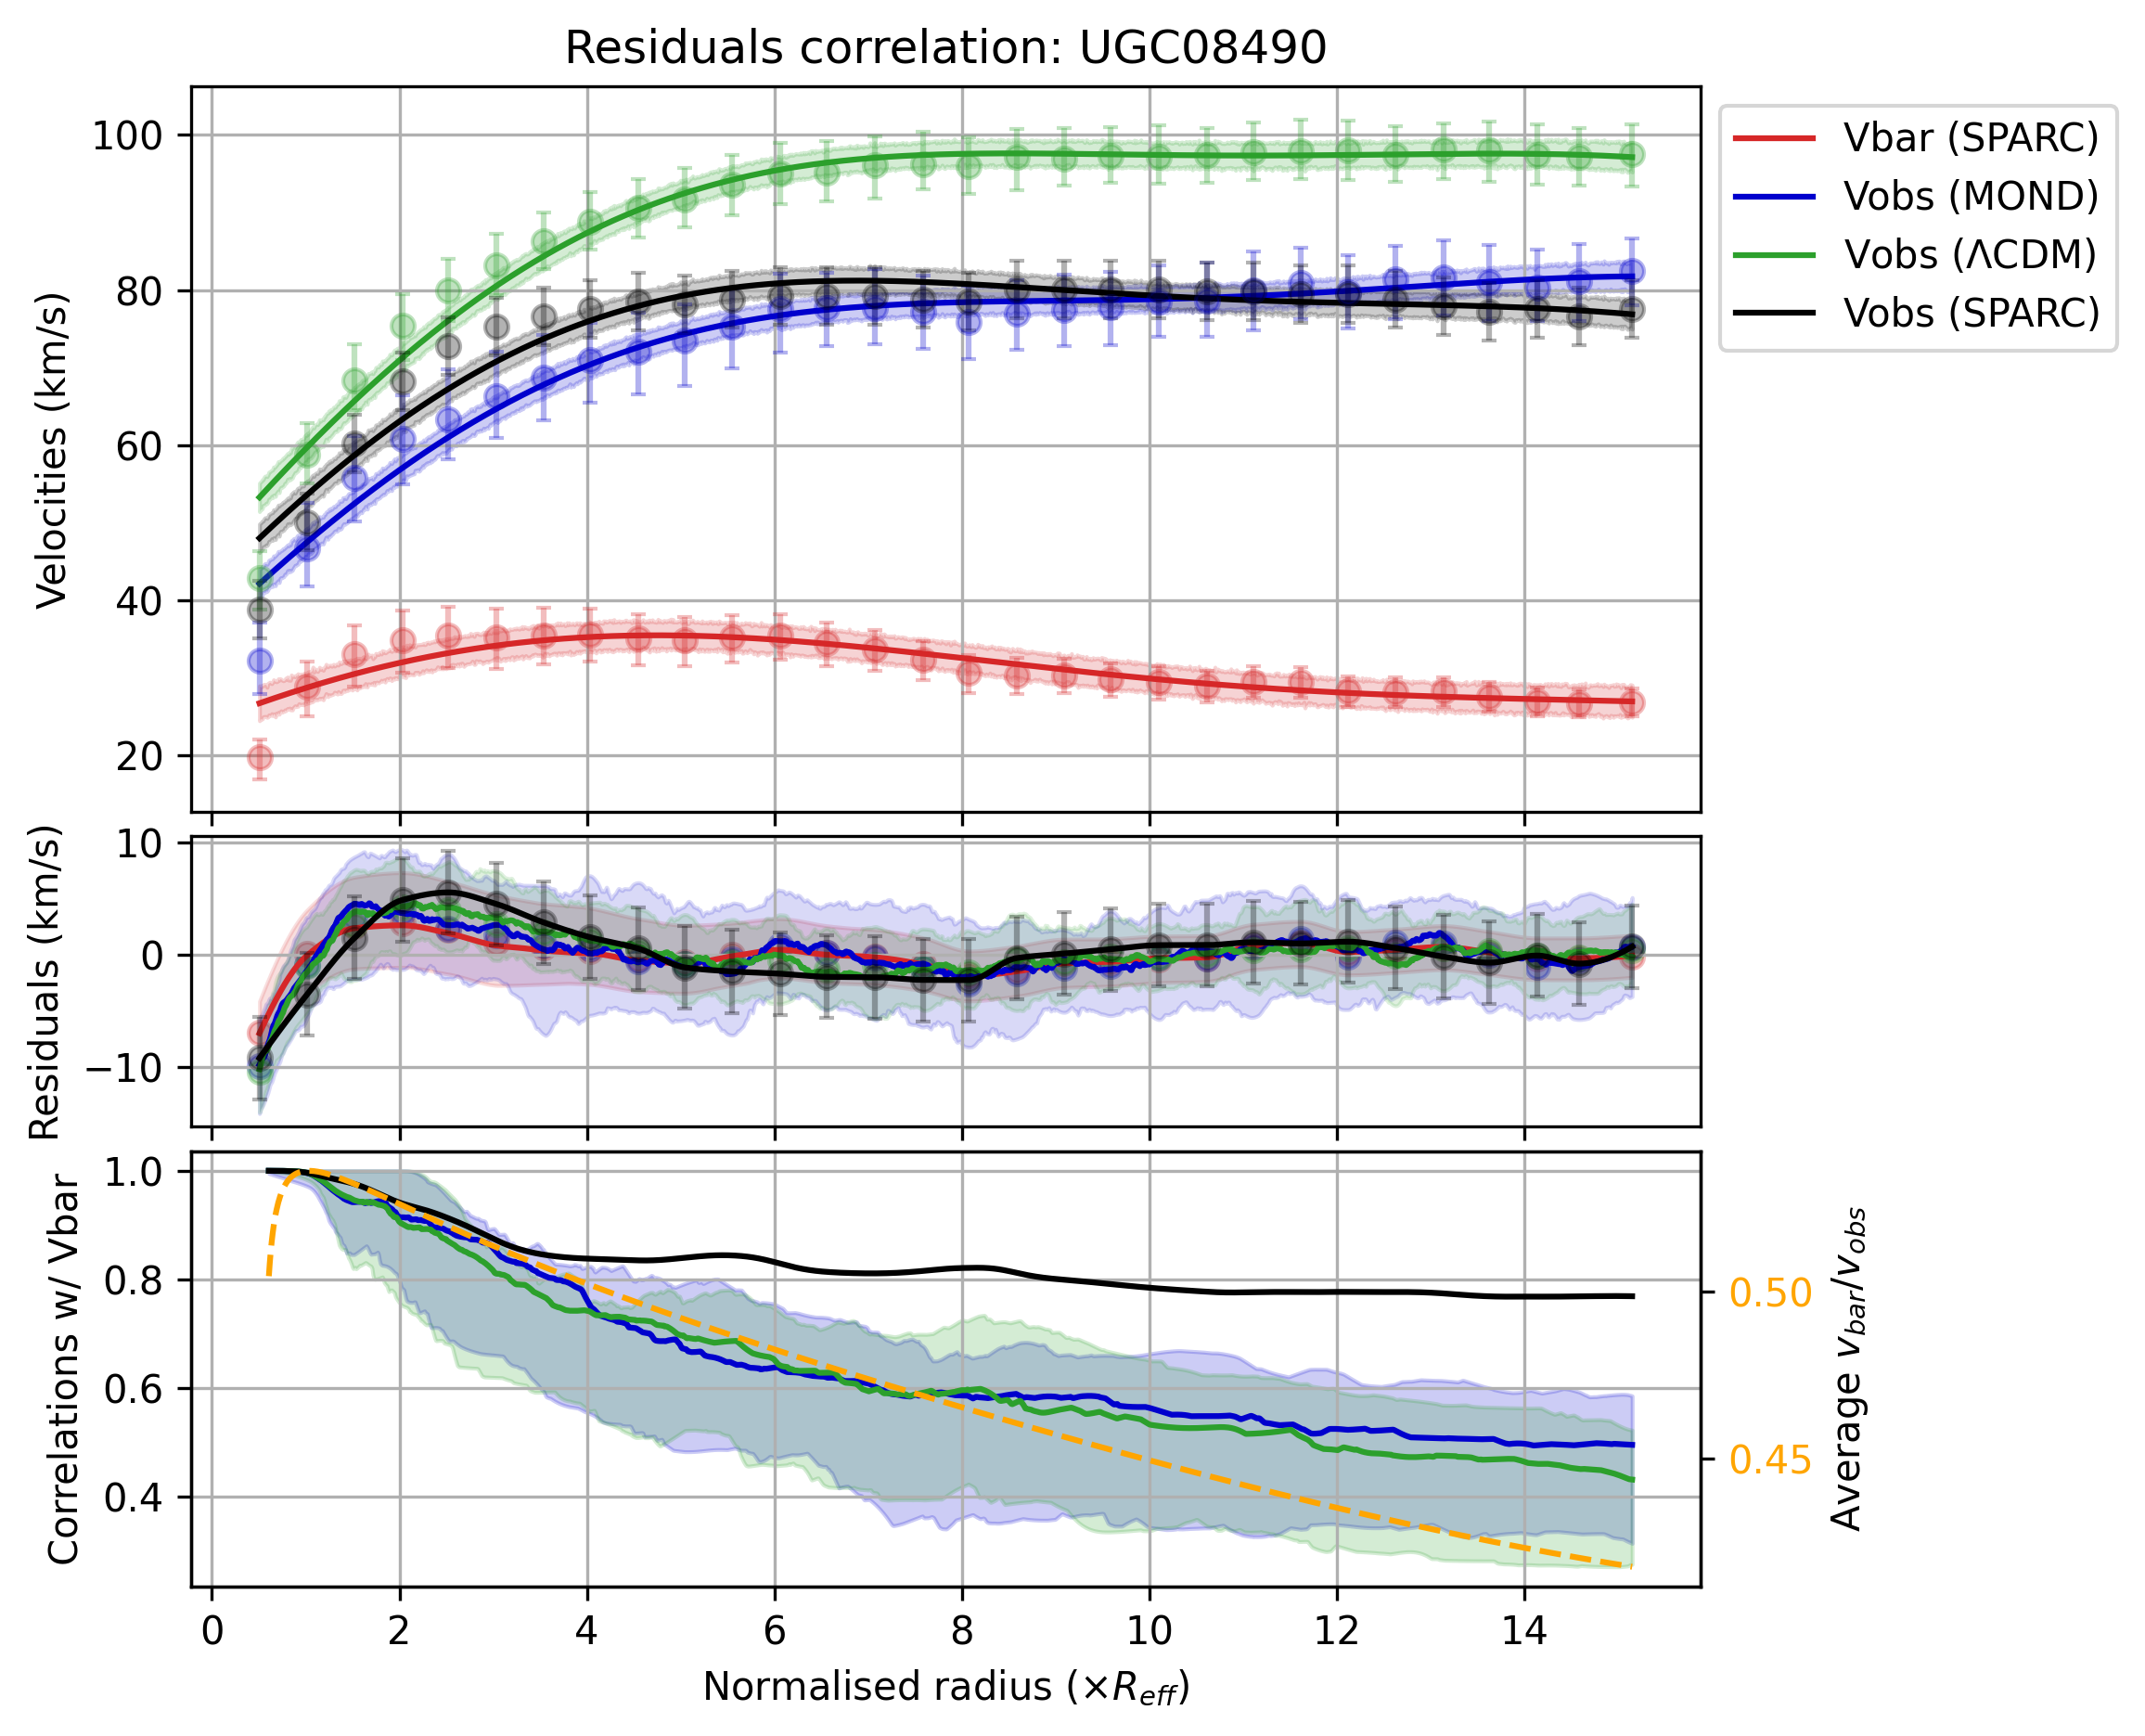 Residuals correlation: UGC08490
100
80
60
40
20
Velocities (km/s)
Vbar (SPARC)
Vobs (MOND)
Vobs (ΛCDM)
Vobs (SPARC)
10
0
−10
Residuals (km/s)
1.0
0.8
0.6
0.4
Correlations w/ Vbar
0.50
0.45
Average v_bar/v_obs
0 2 4 6 8 10 12 14
Normalised radius (×R_eff)